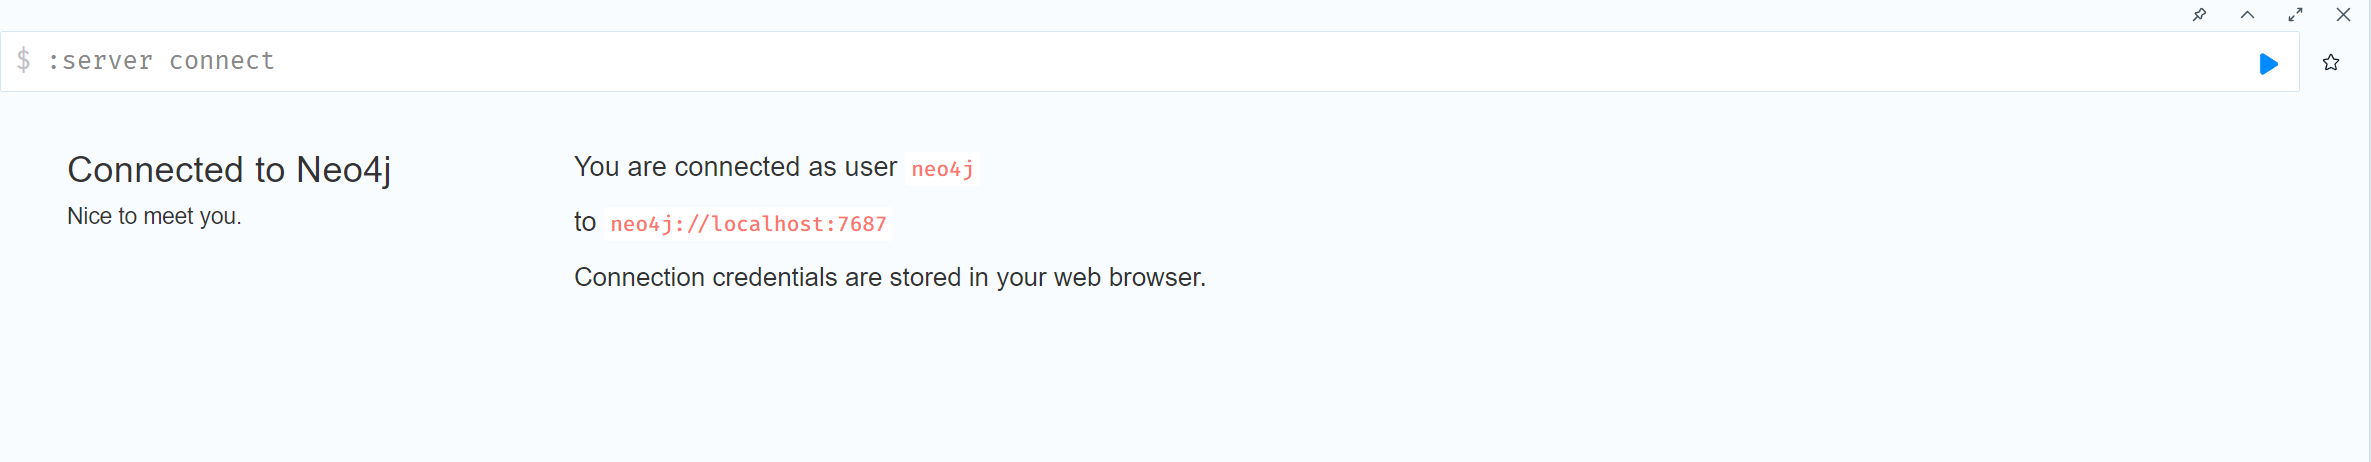 $ :server connect
Connected to Neo4j
Nice to meet you.
You are connected as user neo4j
to neo4j://localhost:7687
Connection credentials are stored in your web browser.